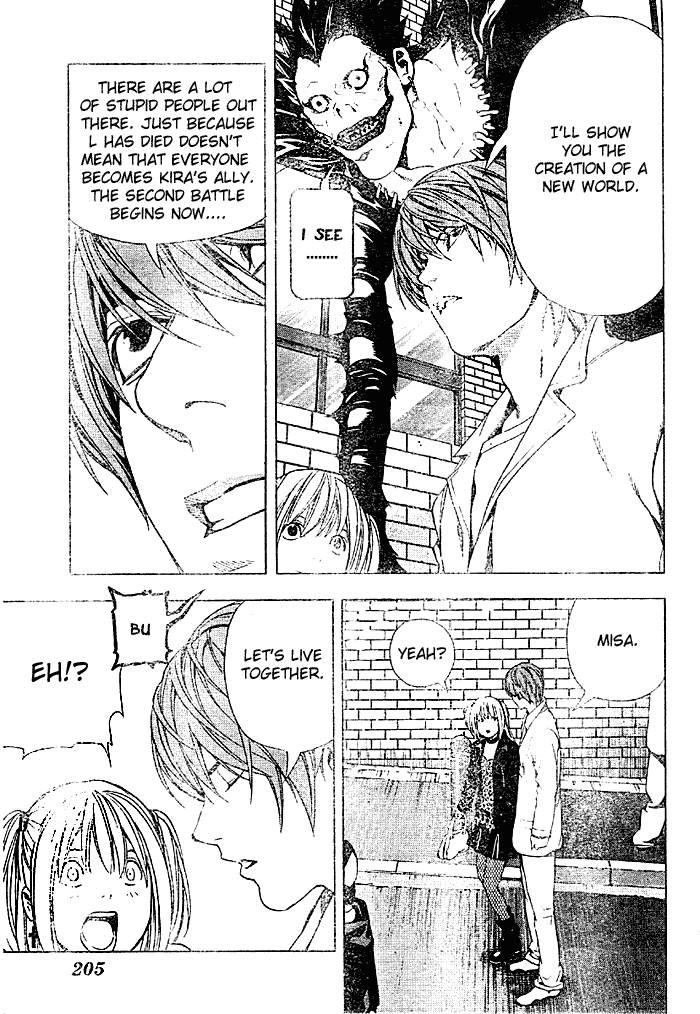 I'LL SHOW
YOU THE
CREATION OF A
NEW WORLD.
I SEE
........
THERE ARE A LOT
OF STUPID PEOPLE OUT
THERE. JUST BECAUSE
L HAS DIED DOESN'T
MEAN THAT EVERYONE
BECOMES KIRA'S ALLY.
THE SECOND BATTLE
BEGINS NOW....
MISA.
YEAH?
LET'S LIVE
TOGETHER.
BU
EH!?
205